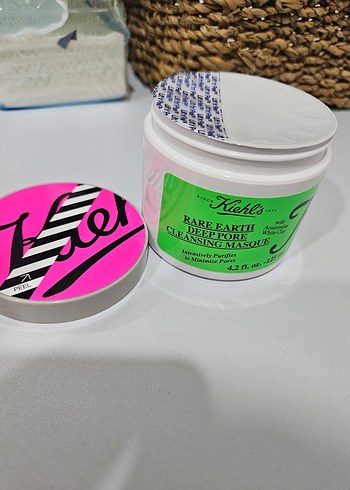 SINCE Kiehl's 1851
RARE EARTH
DEEP PORE
CLEANSING MASQUE
with
Amazonian
White Clay
Intensively Purifies
to Minimize Pores
4.2 fl. oz.
PEEL